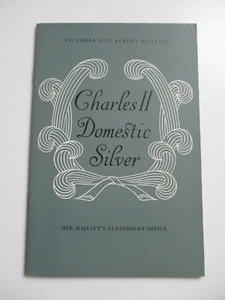 VICTORIA AND ALBERT MUSEUM
Charles II
Domestic
Silver
HER MAJESTY'S STATIONERY OFFICE